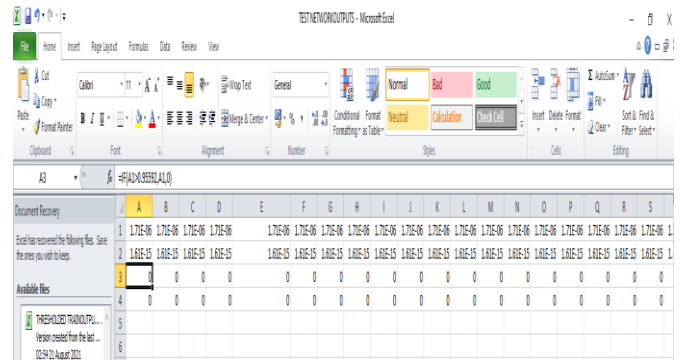 TEST NETWORKOUTPUTS - Microsoft Excel
File Home Insert Page Layout Formulas Data Review View
Cut Calibri 11 A A Wrap Text General Normal Bad Good Insert Delete Format Σ AutoSum
Copy Fill
Paste Format Painter B I U A Merge & Center % , Conditional Formatting Format as Table Neutral Calculation Check Cell Clear Sort & Filter Find & Select
Clipboard Font Alignment Number Styles Cells Editing
A3 fx =IF(A1>0.95592,A1,0)
Document Recovery A B C D E F G H I J K L M N O P Q R S
Excel has recovered the following files. Save the ones you wish to keep.
1 1.71E-06 1.71E-06 1.71E-06 1.71E-06 1.71E-06 1.71E-06 1.71E-06 1.71E-06 1.71E-06 1.71E-06 1.71E-06 1.71E-06 1.71E-06 1.71E-06 1.71E-06 1.71E-06 1.71E-06 1.71E-06 1.71E-06 1.
2 1.61E-15 1.61E-15 1.61E-15 1.61E-15 1.61E-15 1.61E-15 1.61E-15 1.61E-15 1.61E-15 1.61E-15 1.61E-15 1.61E-15 1.61E-15 1.61E-15 1.61E-15 1.61E-15 1.61E-15 1.61E-15 1.61E-15 1.
3 0 0 0 0 0 0 0 0 0 0 0 0 0 0 0 0 0 0 0
Available files
4 0 0 0 0 0 0 0 0 0 0 0 0 0 0 0 0 0 0 0
THRESHOLDED TRAINOUTPU...
5
Version created from the last ...
6
02:54 21 August 2021